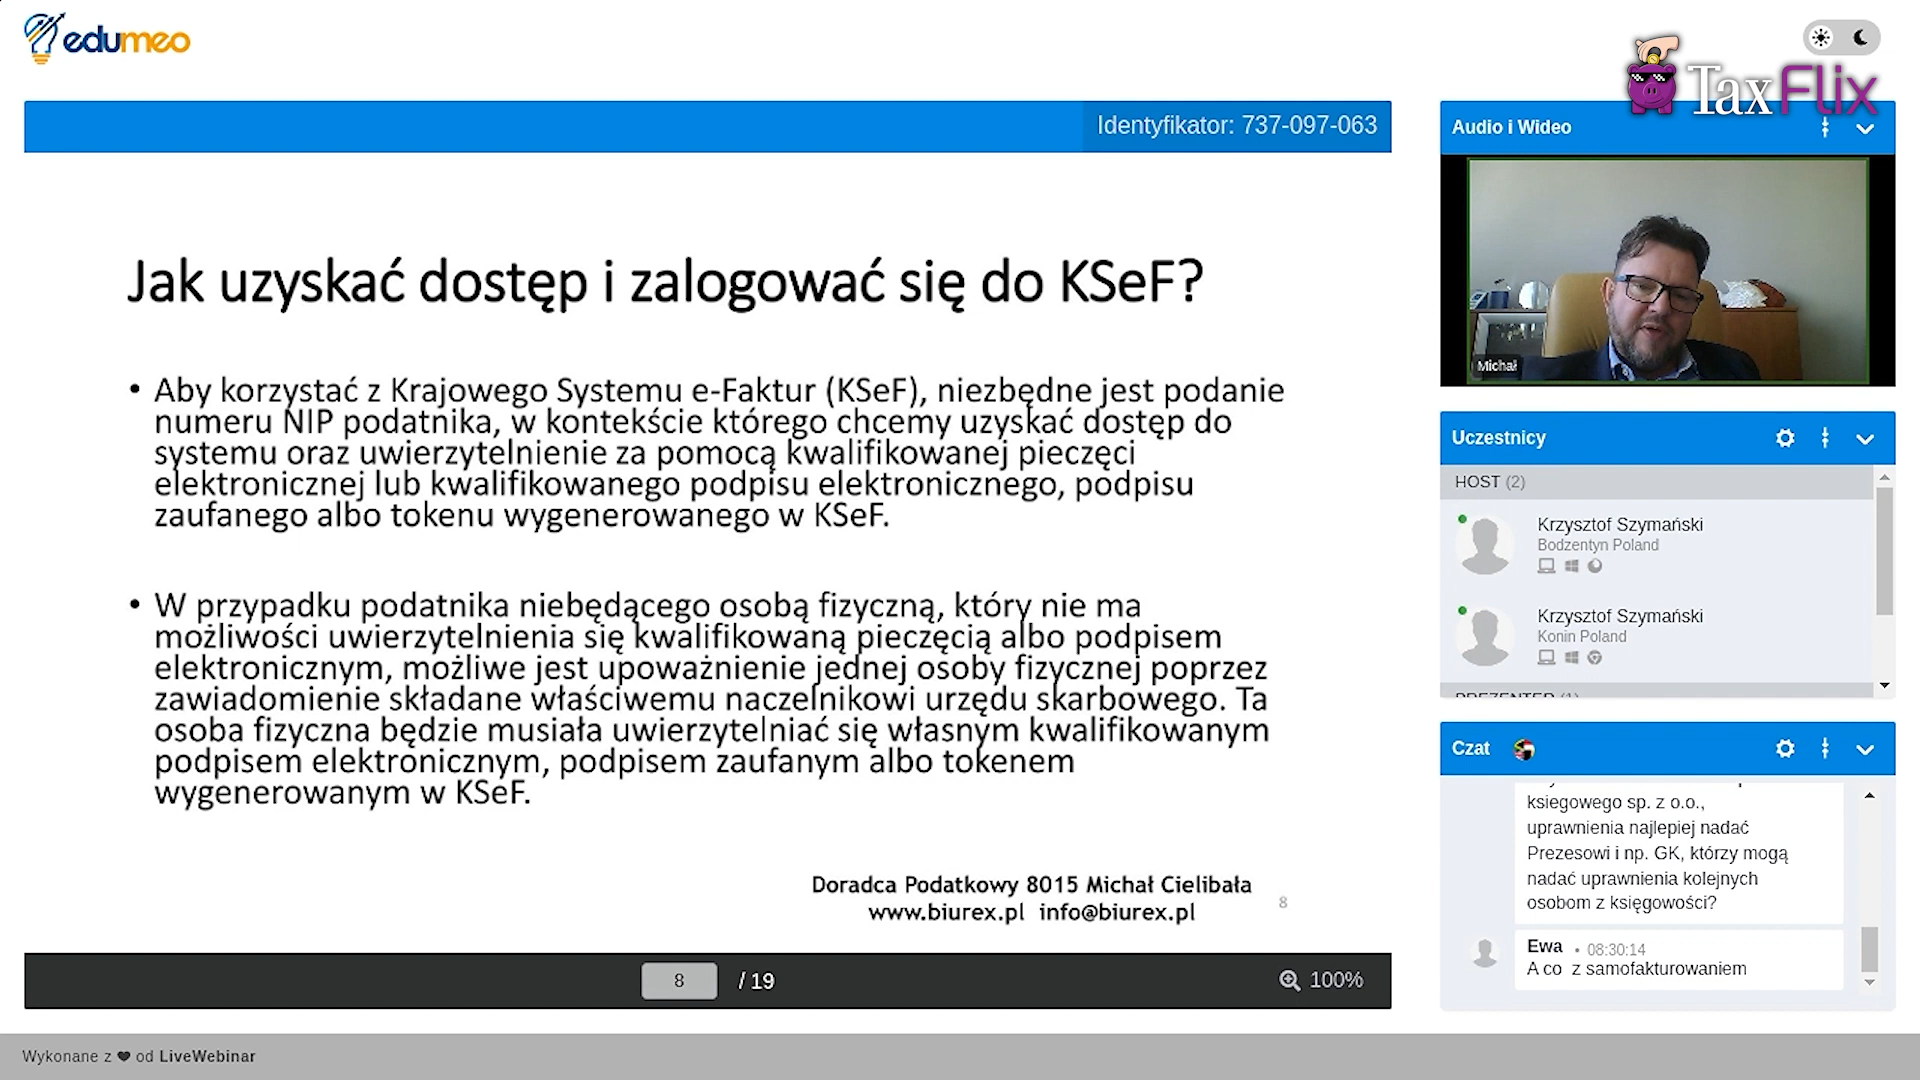 edumeo
TaxFlix
Identyfikator: 737-097-063
Jak uzyskać dostęp i zalogować się do KSeF?
• Aby korzystać z Krajowego Systemu e-Faktur (KSeF), niezbędne jest podanie
numeru NIP podatnika, w kontekście którego chcemy uzyskać dostęp do
systemu oraz uwierzytelnienie za pomocą kwalifikowanej pieczęci
elektronicznej lub kwalifikowanego podpisu elektronicznego, podpisu
zaufanego albo tokenu wygenerowanego w KSeF.
• W przypadku podatnika niebędącego osobą fizyczną, który nie ma
możliwości uwierzytelnienia się kwalifikowaną pieczęcią albo podpisem
elektronicznym, możliwe jest upoważnienie jednej osoby fizycznej poprzez
zawiadomienie składane właściwemu naczelnikowi urzędu skarbowego. Ta
osoba fizyczna będzie musiała uwierzytelniać się własnym kwalifikowanym
podpisem elektronicznym, podpisem zaufanym albo tokenem
wygenerowanym w KSeF.
Doradca Podatkowy 8015 Michał Cielibała
www.biurex.pl info@biurex.pl
8
8 / 19
100%
Audio i Wideo
Michał
Uczestnicy
HOST (2)
Krzysztof Szymański
Bodzentyn Poland
Krzysztof Szymański
Konin Poland
PREZENTER (1)
Czat
ksiegowego sp. z o.o.,
uprawnienia najlepiej nadać
Prezesowi i np. GK, którzy mogą
nadać uprawnienia kolejnych
osobom z księgowości?
Ewa • 08:30:14
A co z samofakturowaniem
Wykonane z ❤ od LiveWebinar